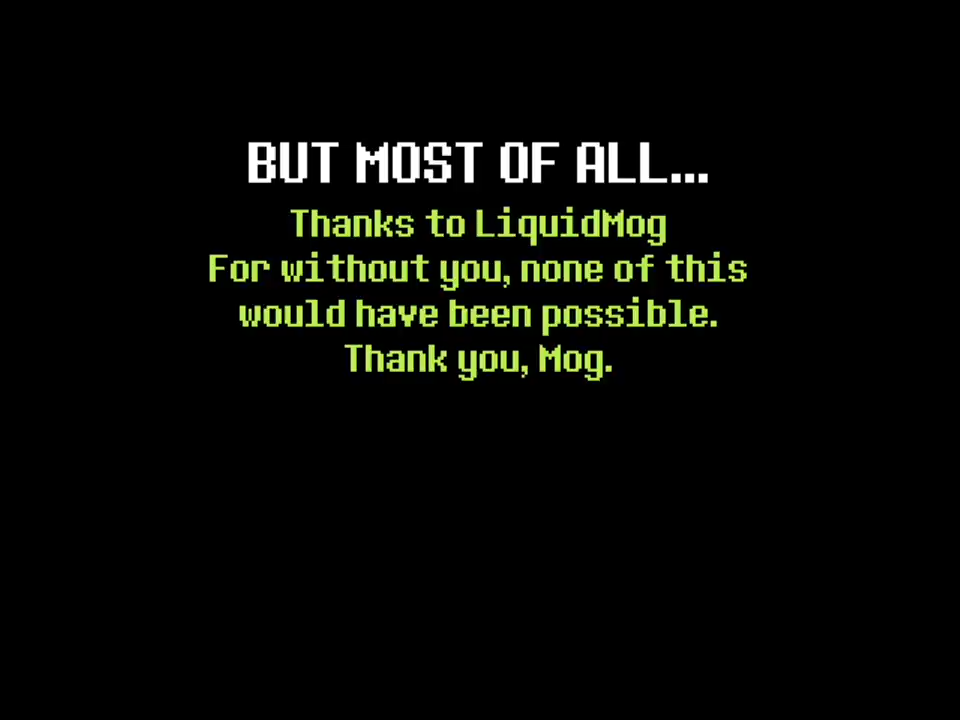 BUT MOST OF ALL...
Thanks to LiquidMog
For without you, none of this
would have been possible.
Thank you, Mog.